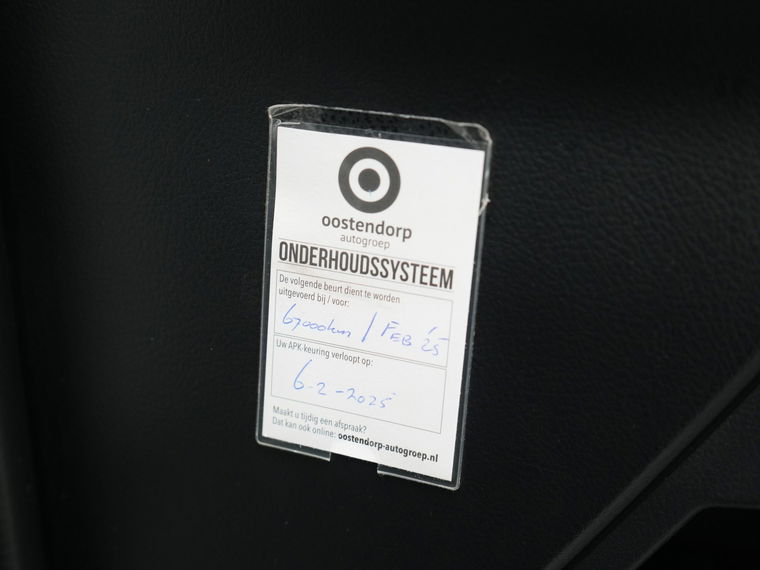 oostendorp
autogroep
ONDERHOUDSSYSTEEM
De volgende beurt dient te worden
uitgevoerd bij / voor:
67000km / FEB '25
Uw APK-keuring verloopt op:
6-2-2025
Maakt u tijdig een afspraak?
Dat kan ook online: oostendorp-autogroep.nl